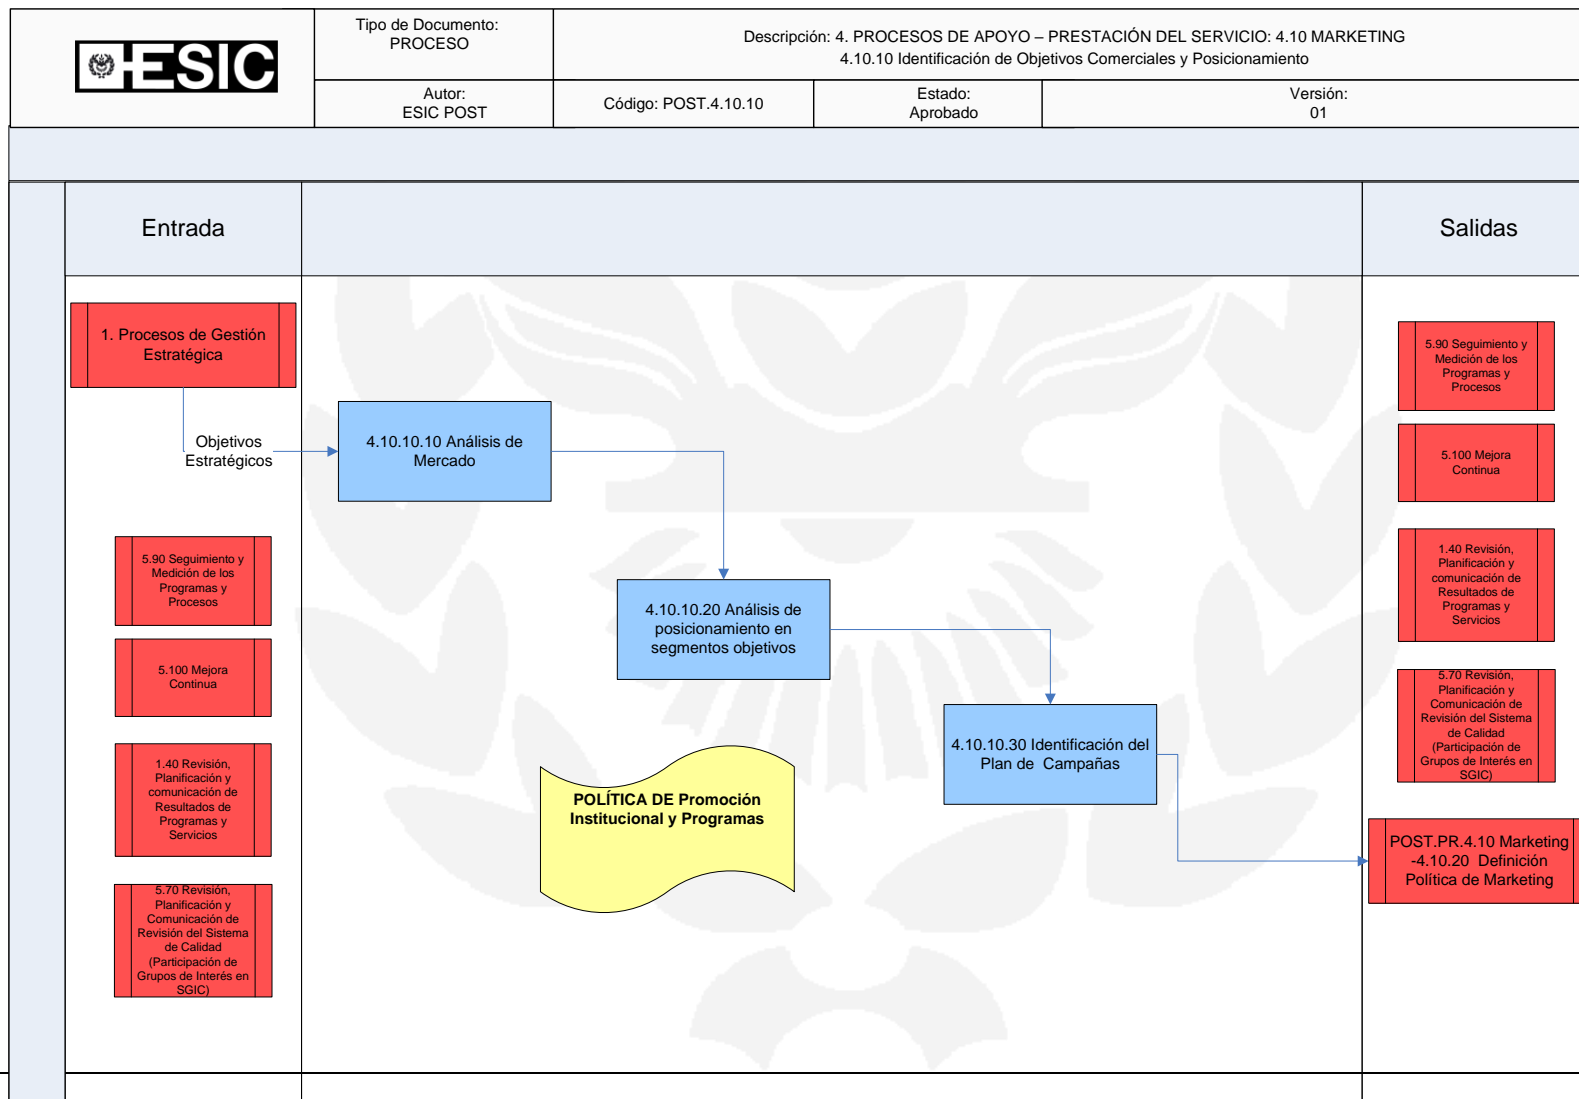 ESIC
Tipo de Documento:
PROCESO
Descripción: 4. PROCESOS DE APOYO – PRESTACIÓN DEL SERVICIO: 4.10 MARKETING
4.10.10 Identificación de Objetivos Comerciales y Posicionamiento
Autor:
ESIC POST
Código: POST.4.10.10
Estado:
Aprobado
Versión:
01
Entrada
Salidas
1. Procesos de Gestión
Estratégica
Objetivos
Estratégicos
5.90 Seguimiento y
Medición de los
Programas y
Procesos
5.100 Mejora
Continua
1.40 Revisión,
Planificación y
comunicación de
Resultados de
Programas y
Servicios
5.70 Revisión,
Planificación y
Comunicación de
Revisión del Sistema
de Calidad
(Participación de
Grupos de Interés en
SGIC)
4.10.10.10 Análisis de
Mercado
4.10.10.20 Análisis de
posicionamiento en
segmentos objetivos
4.10.10.30 Identificación del
Plan de Campañas
POLÍTICA DE Promoción
Institucional y Programas
5.90 Seguimiento y
Medición de los
Programas y
Procesos
5.100 Mejora
Continua
1.40 Revisión,
Planificación y
comunicación de
Resultados de
Programas y
Servicios
5.70 Revisión,
Planificación y
Comunicación de
Revisión del Sistema
de Calidad
(Participación de
Grupos de Interés en
SGIC)
POST.PR.4.10 Marketing
-4.10.20 Definición
Política de Marketing